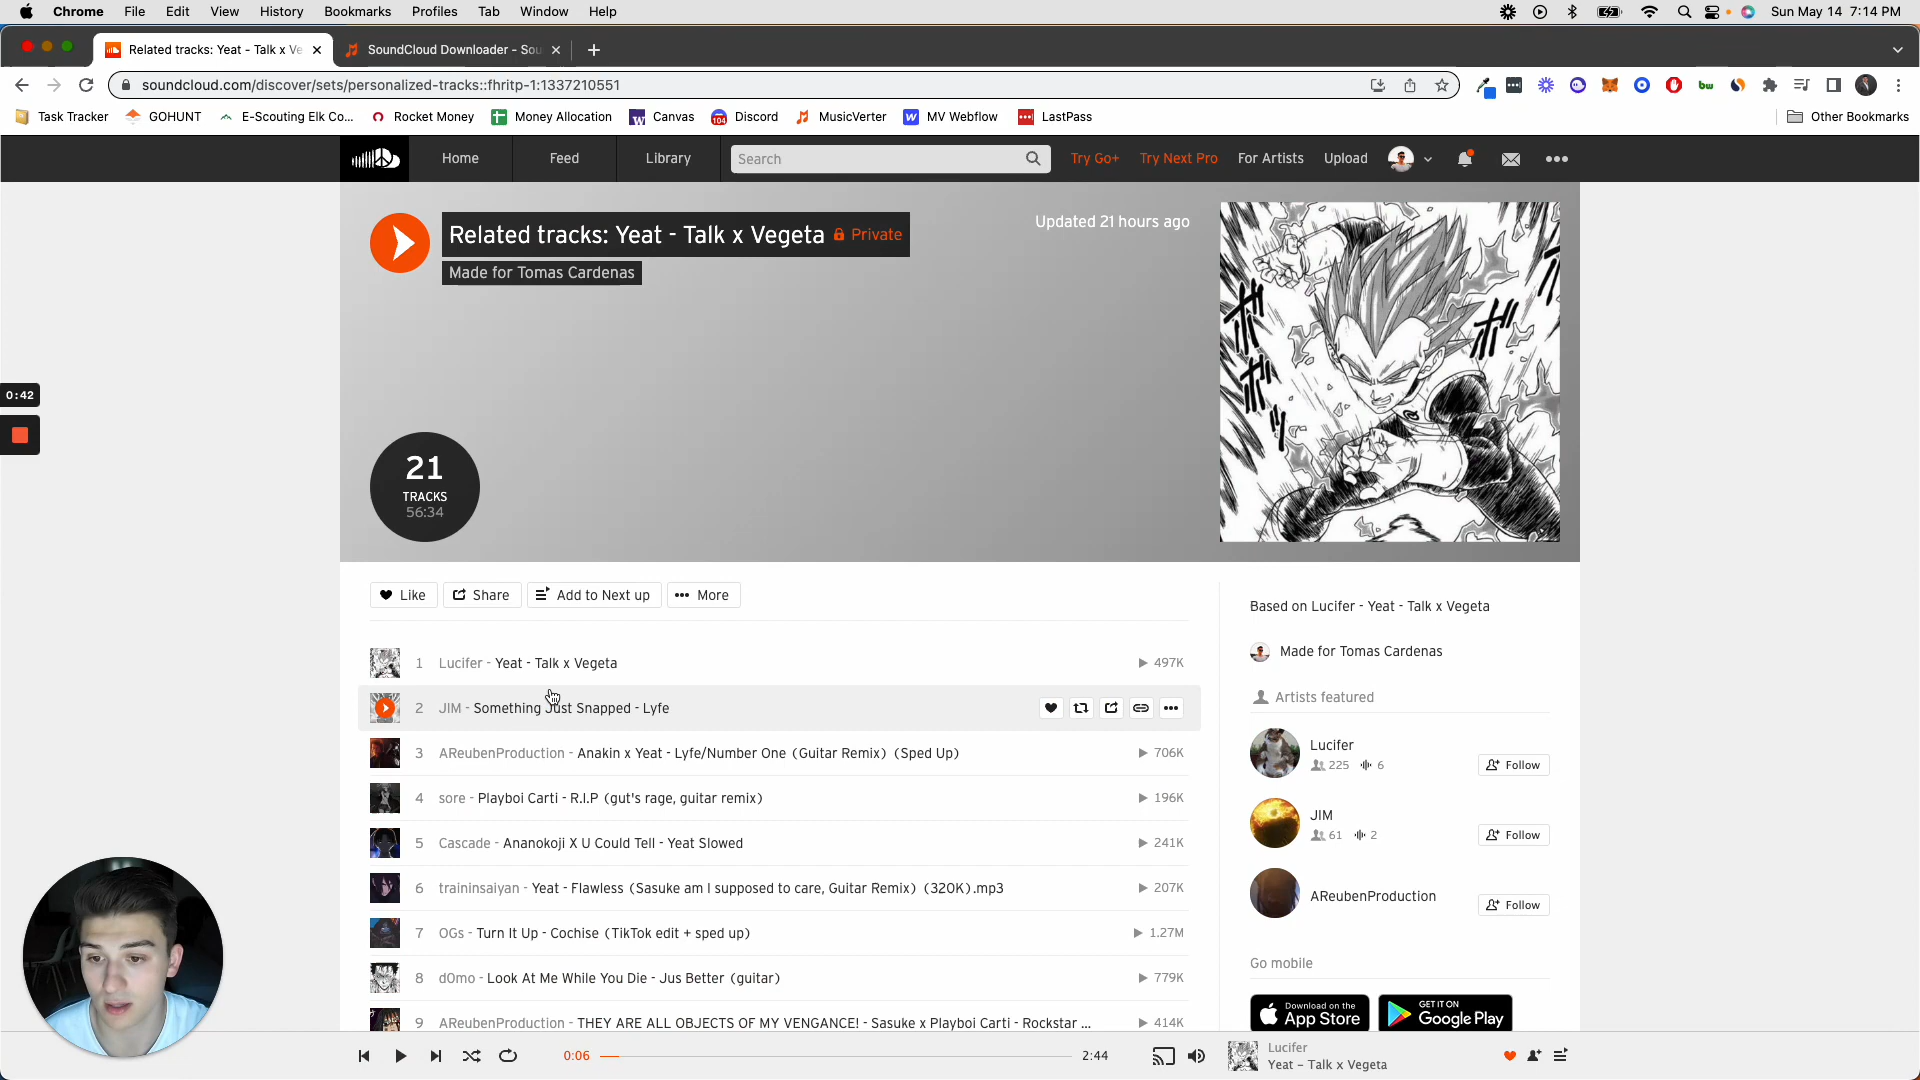 Chrome File Edit View History Bookmarks Profiles Tab Window Help Sun May 14 7:14 PM
Related tracks: Yeat - Talk x Ve SoundCloud Downloader - Sou
soundcloud.com/discover/sets/personalized-tracks::fhritp-1:1337210551
Task Tracker GOHUNT E-Scouting Elk Co... Rocket Money Money Allocation Canvas Discord MusicVerter MV Webflow LastPass Other Bookmarks
Home Feed Library Search Try Go+ Try Next Pro For Artists Upload
Related tracks: Yeat - Talk x Vegeta Private
Updated 21 hours ago
Made for Tomas Cardenas
0:42
21
TRACKS
56:34
Like Share Add to Next up More
1 Lucifer - Yeat - Talk x Vegeta 497K
2 JIM - Something Just Snapped - Lyfe
3 AReubenProduction - Anakin x Yeat - Lyfe/Number One (Guitar Remix) (Sped Up) 706K
4 sore - Playboi Carti - R.I.P (gut's rage, guitar remix) 196K
5 Cascade - Ananokoji X U Could Tell - Yeat Slowed 241K
6 traininsaiyan - Yeat - Flawless (Sasuke am I supposed to care, Guitar Remix) (320K).mp3 207K
7 OGs - Turn It Up - Cochise (TikTok edit + sped up) 1.27M
8 d0mo - Look At Me While You Die - Jus Better (guitar) 779K
9 AReubenProduction - THEY ARE ALL OBJECTS OF MY VENGANCE! - Sasuke x Playboi Carti - Rockstar ... 414K
Based on Lucifer - Yeat - Talk x Vegeta
Made for Tomas Cardenas
Artists featured
Lucifer
225 6
Follow
JIM
61 2
Follow
AReubenProduction
Follow
Go mobile
Download on the
App Store
GET IT ON
Google Play
0:06 2:44
Lucifer
Yeat - Talk x Vegeta